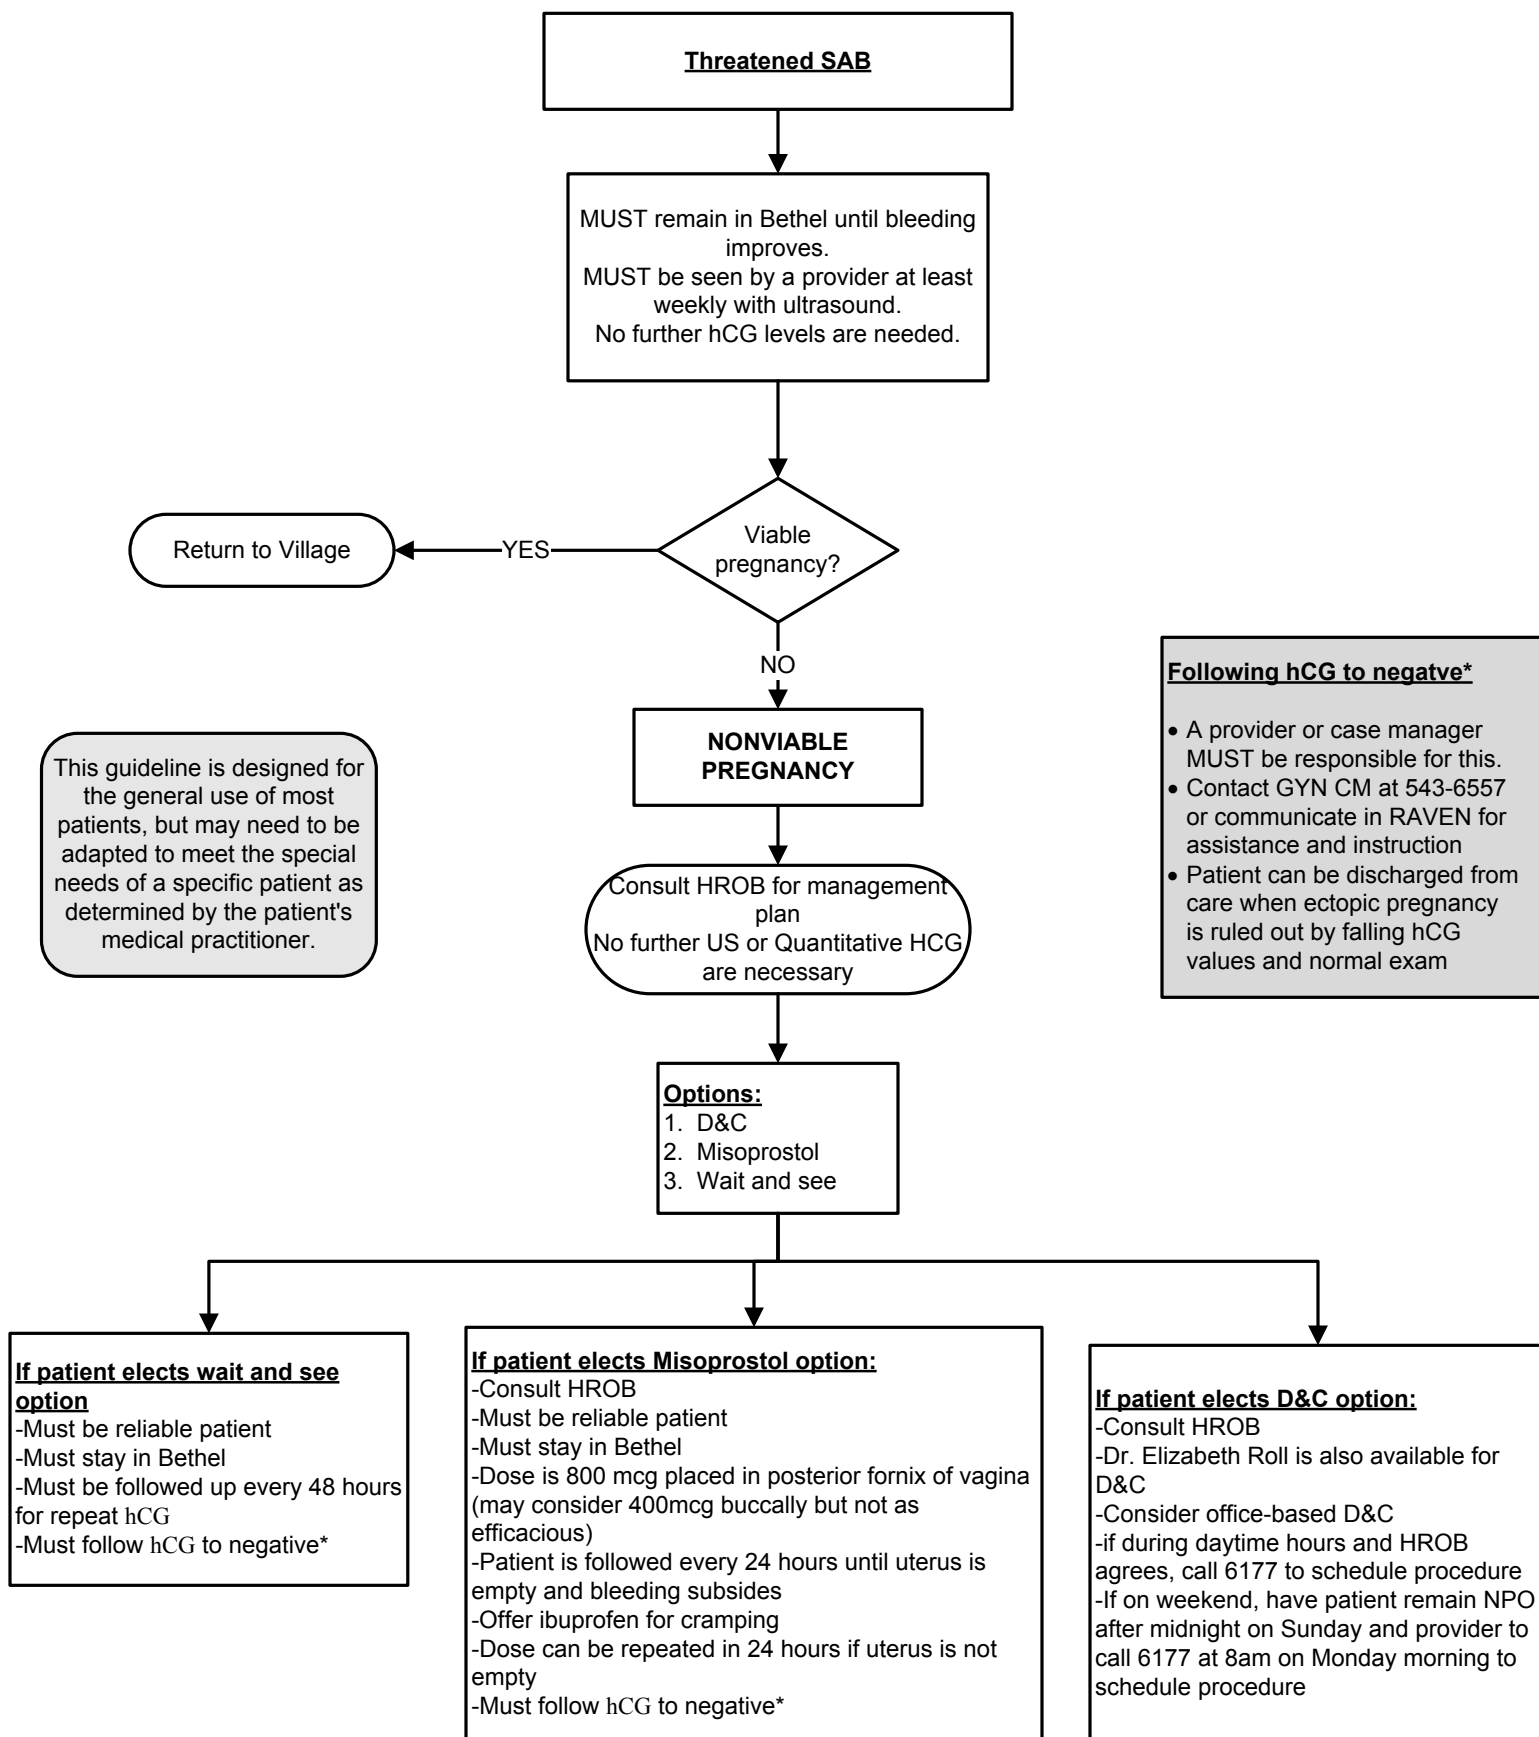 Threatened SAB
MUST remain in Bethel until bleeding
improves.
MUST be seen by a provider at least
weekly with ultrasound.
No further hCG levels are needed.
Viable
pregnancy?
YES
Return to Village
NO
NONVIABLE
PREGNANCY
This guideline is designed for
the general use of most
patients, but may need to be
adapted to meet the special
needs of a specific patient as
determined by the patient's
medical practitioner.
Following hCG to negatve*
• A provider or case manager
MUST be responsible for this.
• Contact GYN CM at 543-6557
or communicate in RAVEN for
assistance and instruction
• Patient can be discharged from
care when ectopic pregnancy
is ruled out by falling hCG
values and normal exam
Consult HROB for management
plan
No further US or Quantitative HCG
are necessary
Options:
1. D&C
2. Misoprostol
3. Wait and see
If patient elects wait and see
option
-Must be reliable patient
-Must stay in Bethel
-Must be followed up every 48 hours
for repeat hCG
-Must follow hCG to negative*
If patient elects Misoprostol option:
-Consult HROB
-Must be reliable patient
-Must stay in Bethel
-Dose is 800 mcg placed in posterior fornix of vagina
(may consider 400mcg buccally but not as
efficacious)
-Patient is followed every 24 hours until uterus is
empty and bleeding subsides
-Offer ibuprofen for cramping
-Dose can be repeated in 24 hours if uterus is not
empty
-Must follow hCG to negative*
If patient elects D&C option:
-Consult HROB
-Dr. Elizabeth Roll is also available for
D&C
-Consider office-based D&C
-if during daytime hours and HROB
agrees, call 6177 to schedule procedure
-If on weekend, have patient remain NPO
after midnight on Sunday and provider to
call 6177 at 8am on Monday morning to
schedule procedure